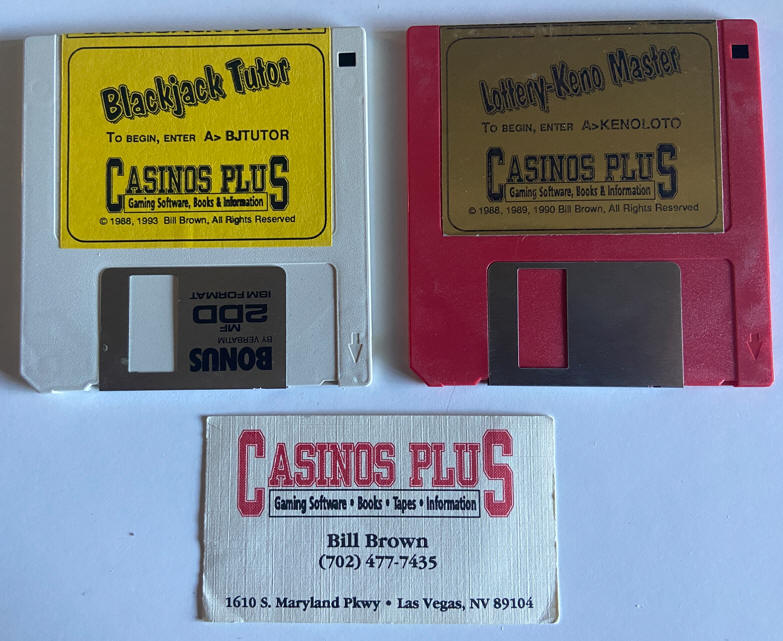 BLACKJACK TUTOR
Blackjack Tutor
TO BEGIN, ENTER A> BJTUTOR
CASINOS PLUS
Gaming Software, Books & Information
© 1988, 1993 Bill Brown, All Rights Reserved
BONUS
BY VERBATIM
MF
2DD
IBM FORMAT
Lottery-Keno Master
TO BEGIN, ENTER A>KENOLOTO
CASINOS PLUS
Gaming Software, Books & Information
© 1988, 1989, 1990 Bill Brown, All Rights Reserved
CASINOS PLUS
Gaming Software • Books • Tapes • Information
Bill Brown
(702) 477-7435
1610 S. Maryland Pkwy • Las Vegas, NV 89104